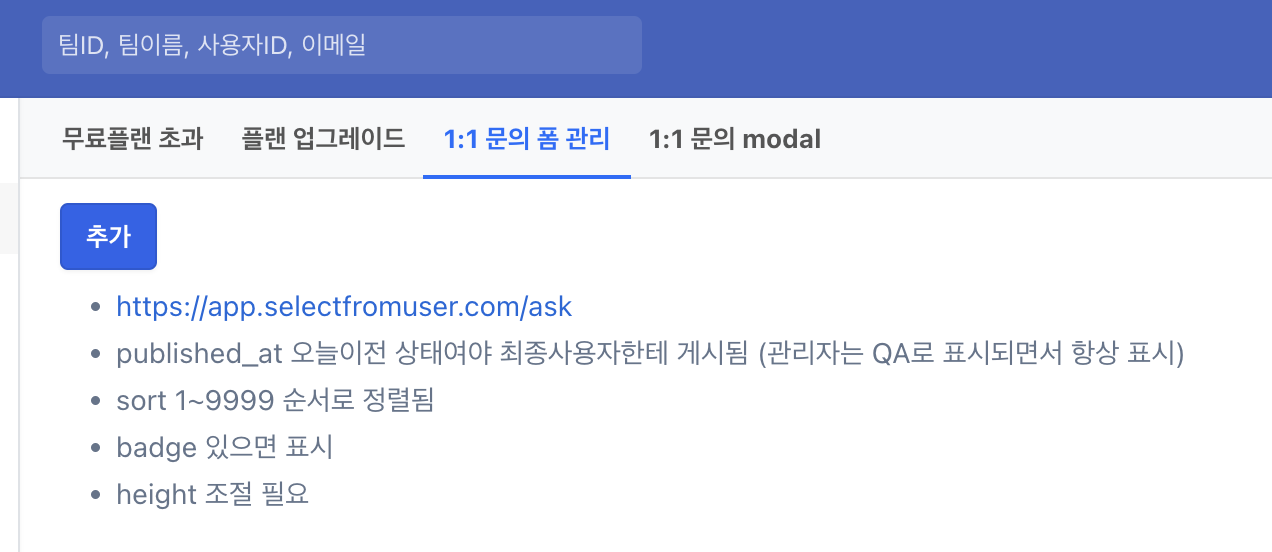 팀ID, 팀이름, 사용자ID, 이메일
무료플랜 초과 플랜 업그레이드 1:1 문의 폼 관리 1:1 문의 modal
추가
• https://app.selectfromuser.com/ask
• published_at 오늘이전 상태여야 최종사용자한테 게시됨 (관리자는 QA로 표시되면서 항상 표시)
• sort 1~9999 순서로 정렬됨
• badge 있으면 표시
• height 조절 필요